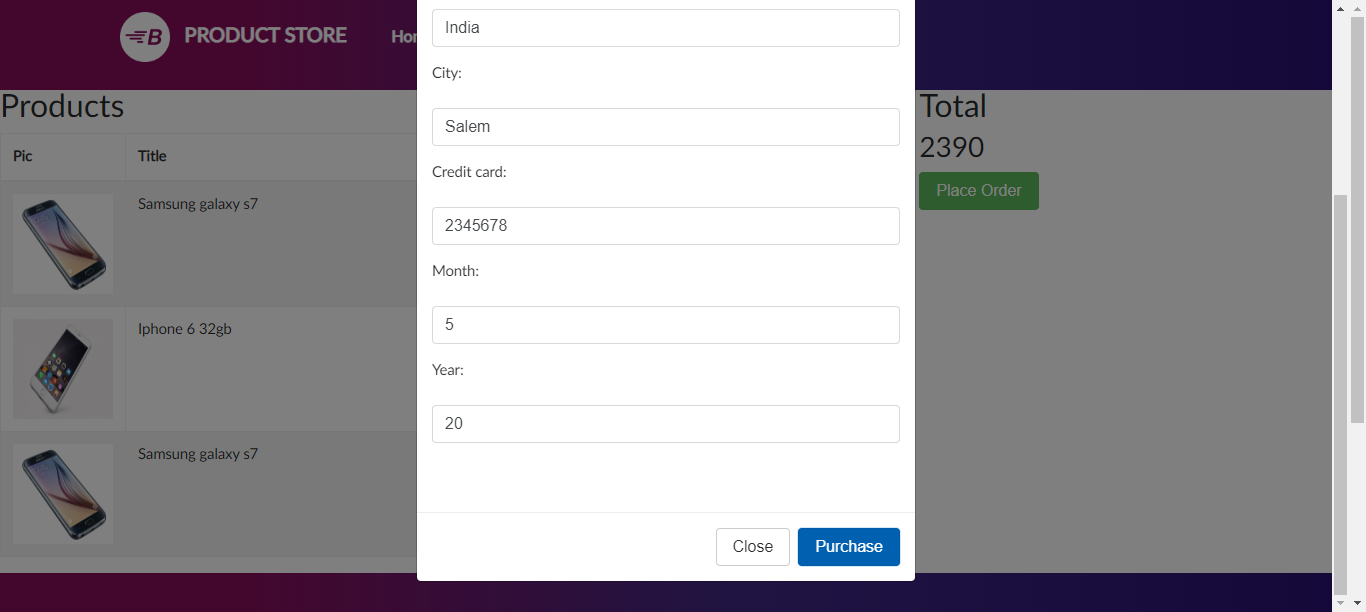 B PRODUCT STORE
Products
Pic Title
Samsung galaxy s7
Iphone 6 32gb
Samsung galaxy s7
India
City:
Salem
Credit card:
2345678
Month:
5
Year:
20
Close Purchase
Total
2390
Place Order